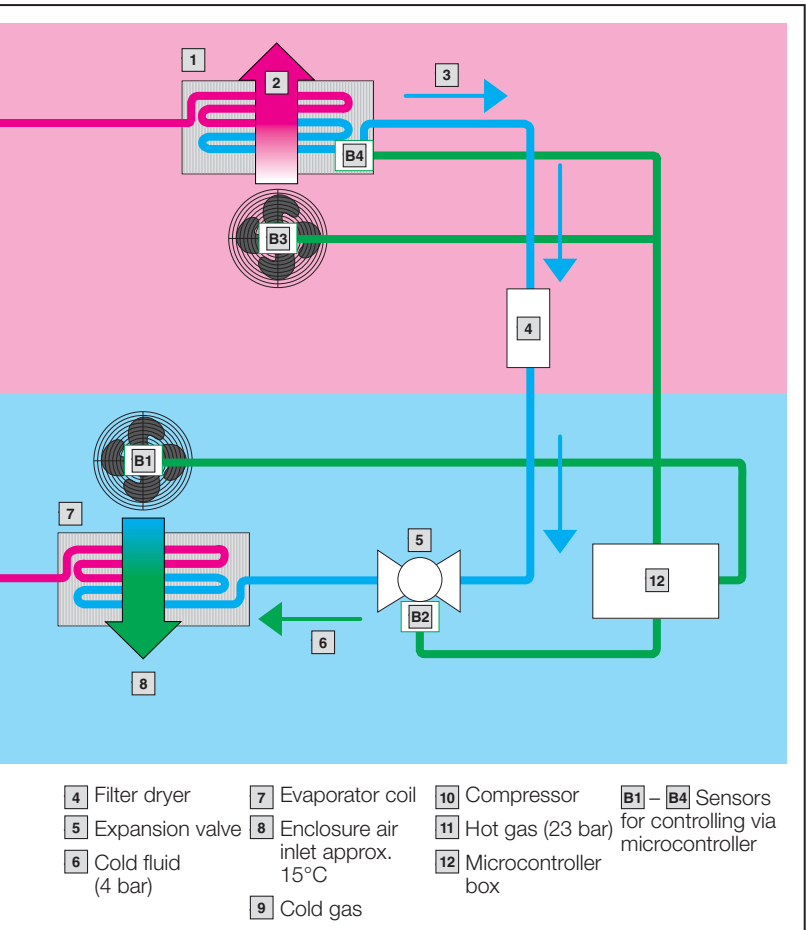 1
2
3
B4
B3
4
B1
7
5
12
B2
6
8
4 Filter dryer
5 Expansion valve
6 Cold fluid
(4 bar)
7 Evaporator coil
8 Enclosure air
inlet approx.
15°C
9 Cold gas
10 Compressor
11 Hot gas (23 bar)
12 Microcontroller
box
B1 – B4 Sensors
for controlling via
microcontroller